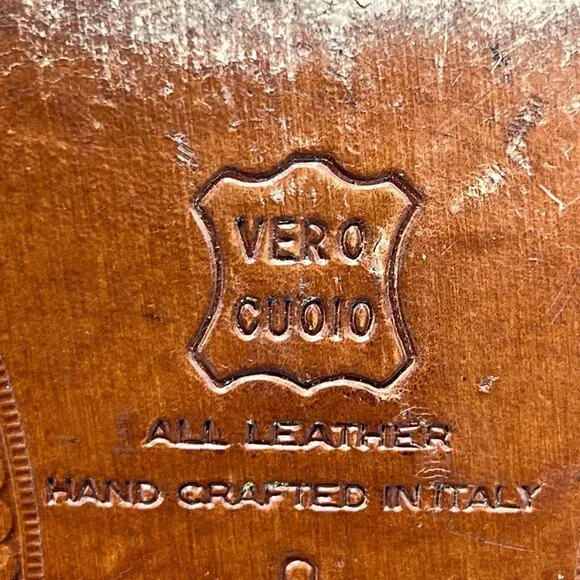 VERO
CUOIO
ALL LEATHER
HAND CRAFTED IN ITALY